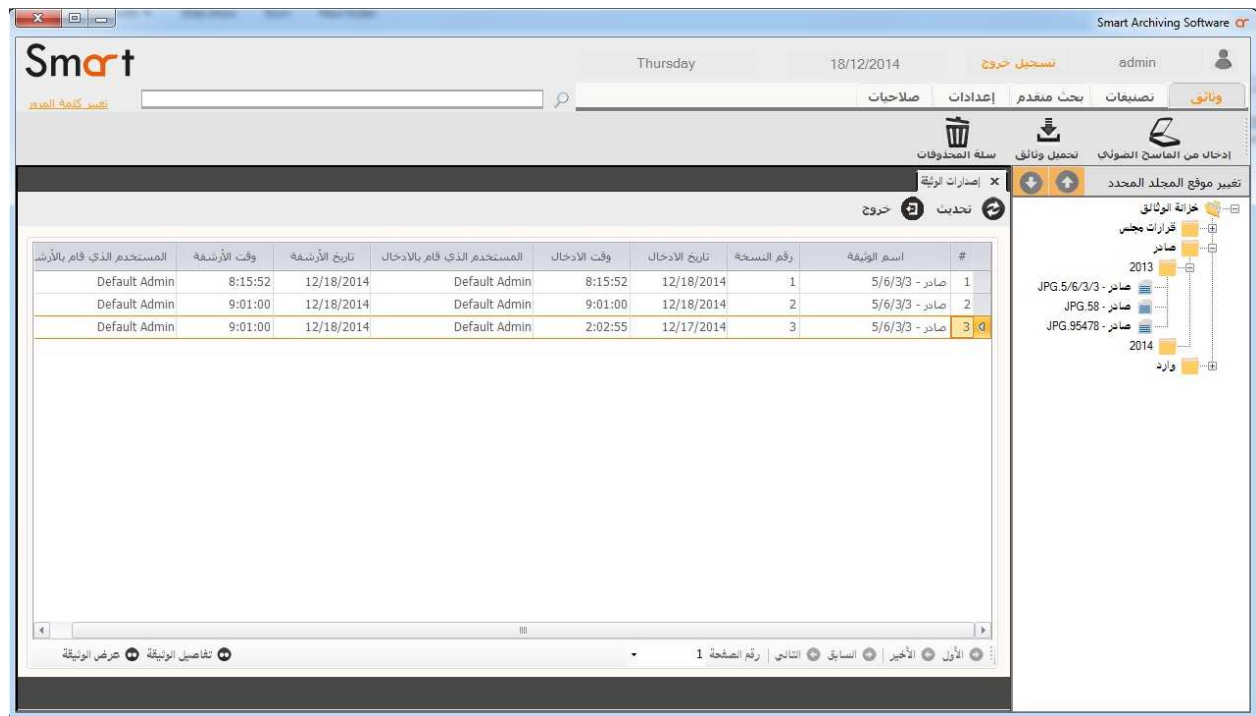 Smart Archiving Software
Smart
admin
تسجيل خروج
18/12/2014
Thursday
وثائق
تصنيفات
بحث متقدم
إعدادات
صلاحيات
تغيير كلمة المرور
إدخال من الماسح الضوئي
تحميل وثائق
سلة المحذوفات
تغيير موقع المجلد المحدد
خزانة الوثائق
قرارات مجلس
صادر
2013
صادر - JPG.5/6/3/3
صادر - JPG.58
صادر - JPG.95478
2014
وارد
إصدارات الوثيقة
تحديث
خروج
# اسم الوثيقة رقم النسخة تاريخ الادخال وقت الادخال المستخدم الذي قام بالادخال تاريخ الأرشفة وقت الأرشفة المستخدم الذي قام بالأرش
1 صادر - 5/6/3/3 1 12/18/2014 8:15:52 Default Admin 12/18/2014 8:15:52 Default Admin
2 صادر - 5/6/3/3 2 12/18/2014 9:01:00 Default Admin 12/18/2014 9:01:00 Default Admin
3 صادر - 5/6/3/3 3 12/17/2014 2:02:55 Default Admin 12/18/2014 9:01:00 Default Admin
الأول الأخير | السابق التالي | رقم الصفحة 1
تفاصيل الوثيقة عرض الوثيقة